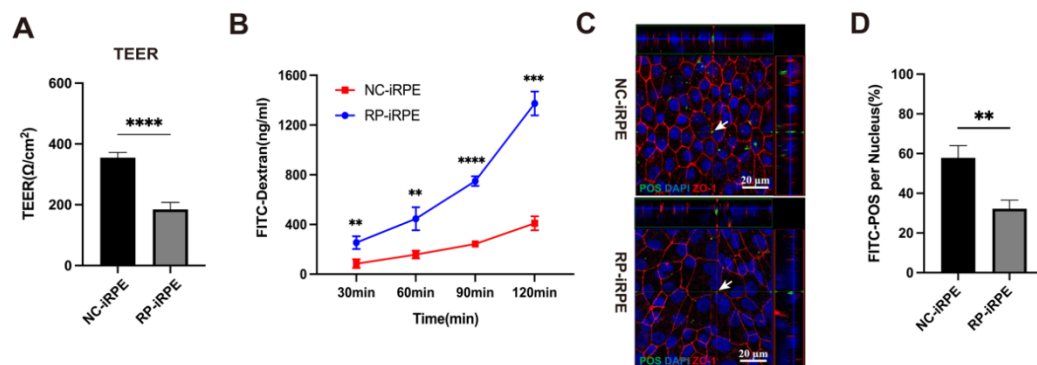 A
TEER
TEER(Ω/cm²)
600
400
200
0
****
NC-iRPE
RP-iRPE
B
FITC-Dextran(ng/ml)
1600
1200
800
400
0
NC-iRPE
RP-iRPE
**
**
****
***
30min
60min
90min
120min
Time(min)
C
NC-iRPE
POS DAPI ZO-1
20 μm
RP-iRPE
POS DAPI ZO-1
20 μm
D
FITC-POS per Nucleus(%)
100
80
60
40
20
0
**
NC-iRPE
RP-iRPE